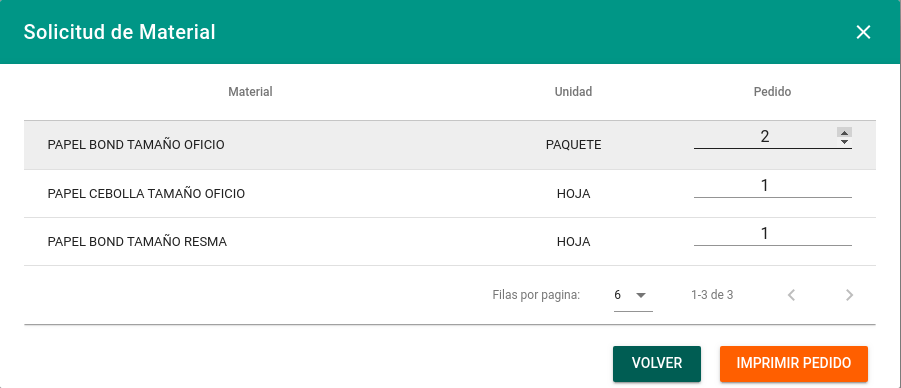 Solicitud de Material
Material Unidad Pedido
PAPEL BOND TAMAÑO OFICIO PAQUETE 2
PAPEL CEBOLLA TAMAÑO OFICIO HOJA 1
PAPEL BOND TAMAÑO RESMA HOJA 1
Filas por pagina: 6 1-3 de 3
VOLVER IMPRIMIR PEDIDO